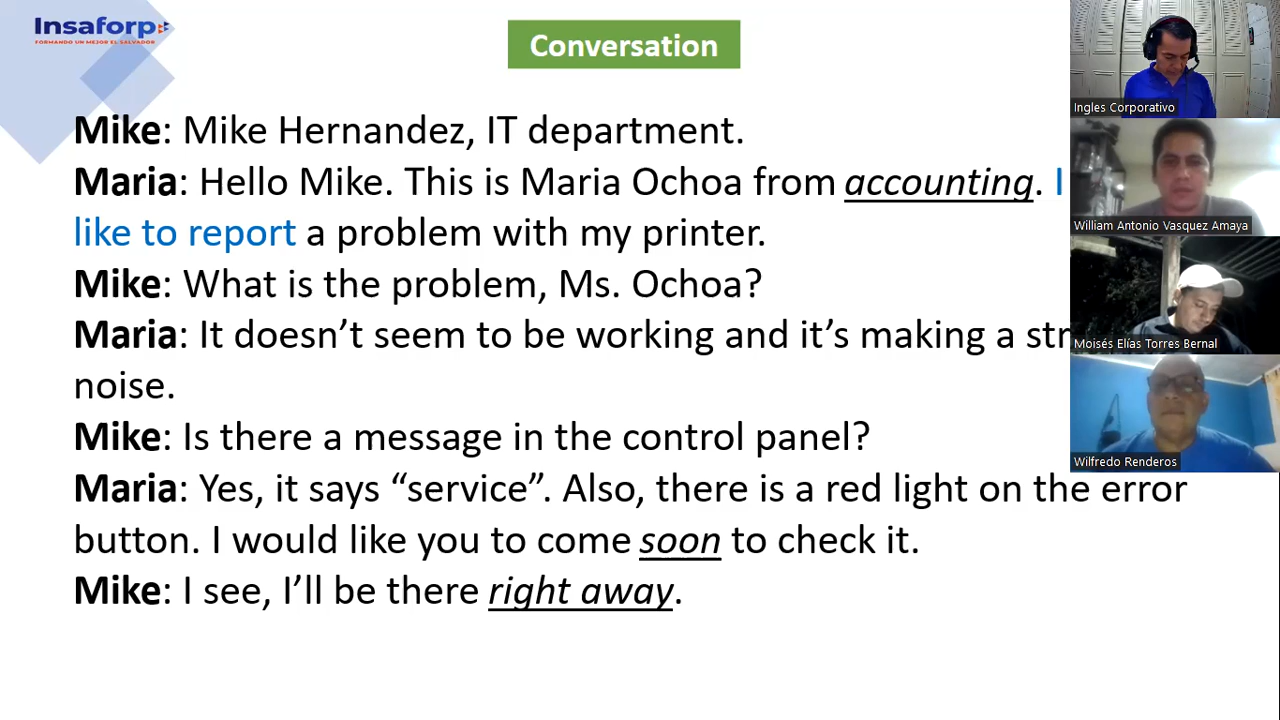 Insaforp
FORMANDO UN MEJOR EL SALVADOR
Conversation
Mike: Mike Hernandez, IT department.
Maria: Hello Mike. This is Maria Ochoa from accounting. I
like to report a problem with my printer.
Mike: What is the problem, Ms. Ochoa?
Maria: It doesn’t seem to be working and it’s making a str
noise.
Mike: Is there a message in the control panel?
Maria: Yes, it says “service”. Also, there is a red light on the error
button. I would like you to come soon to check it.
Mike: I see, I’ll be there right away.
Ingles Corporativo
William Antonio Vasquez Amaya
Moisés Elías Torres Bernal
Wilfredo Renderos